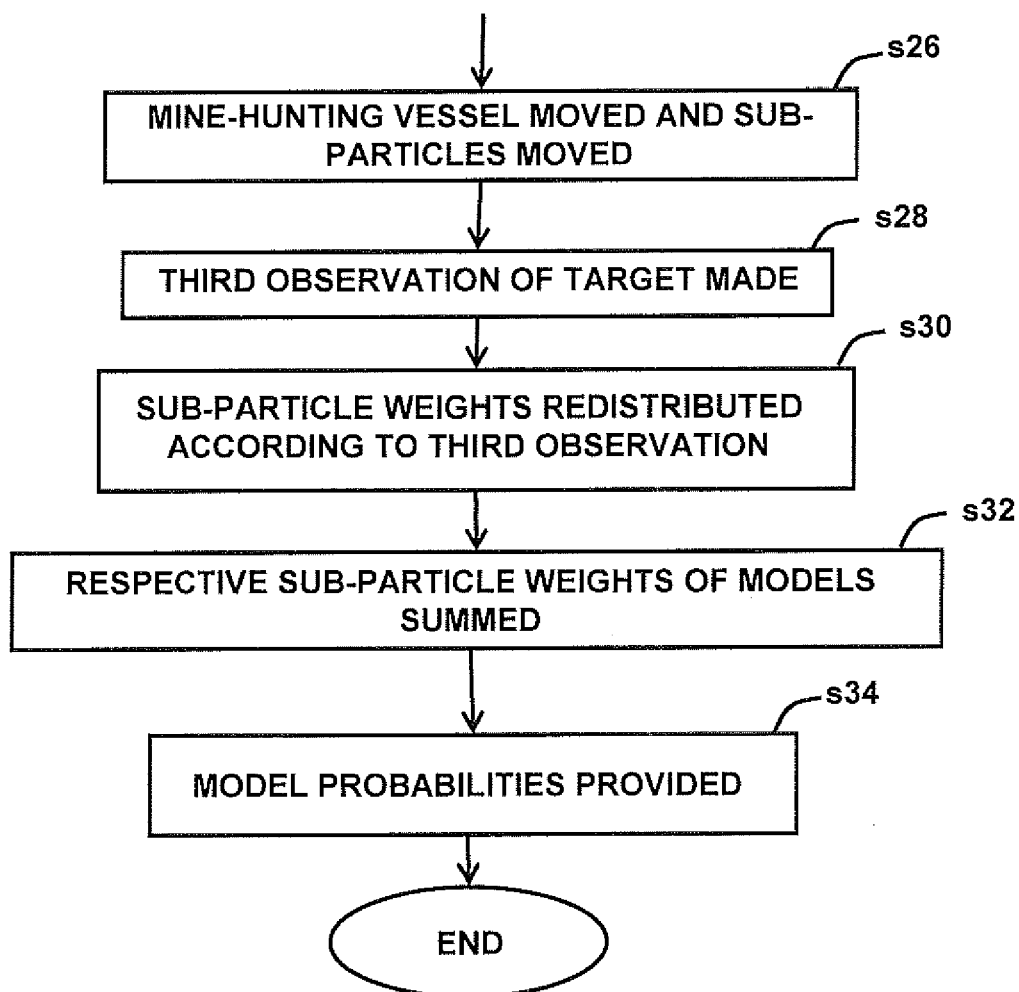 s26
MINE-HUNTING VESSEL MOVED AND SUB-
PARTICLES MOVED
s28
THIRD OBSERVATION OF TARGET MADE
s30
SUB-PARTICLE WEIGHTS REDISTRIBUTED
ACCORDING TO THIRD OBSERVATION
s32
RESPECTIVE SUB-PARTICLE WEIGHTS OF MODELS
SUMMED
s34
MODEL PROBABILITIES PROVIDED
END